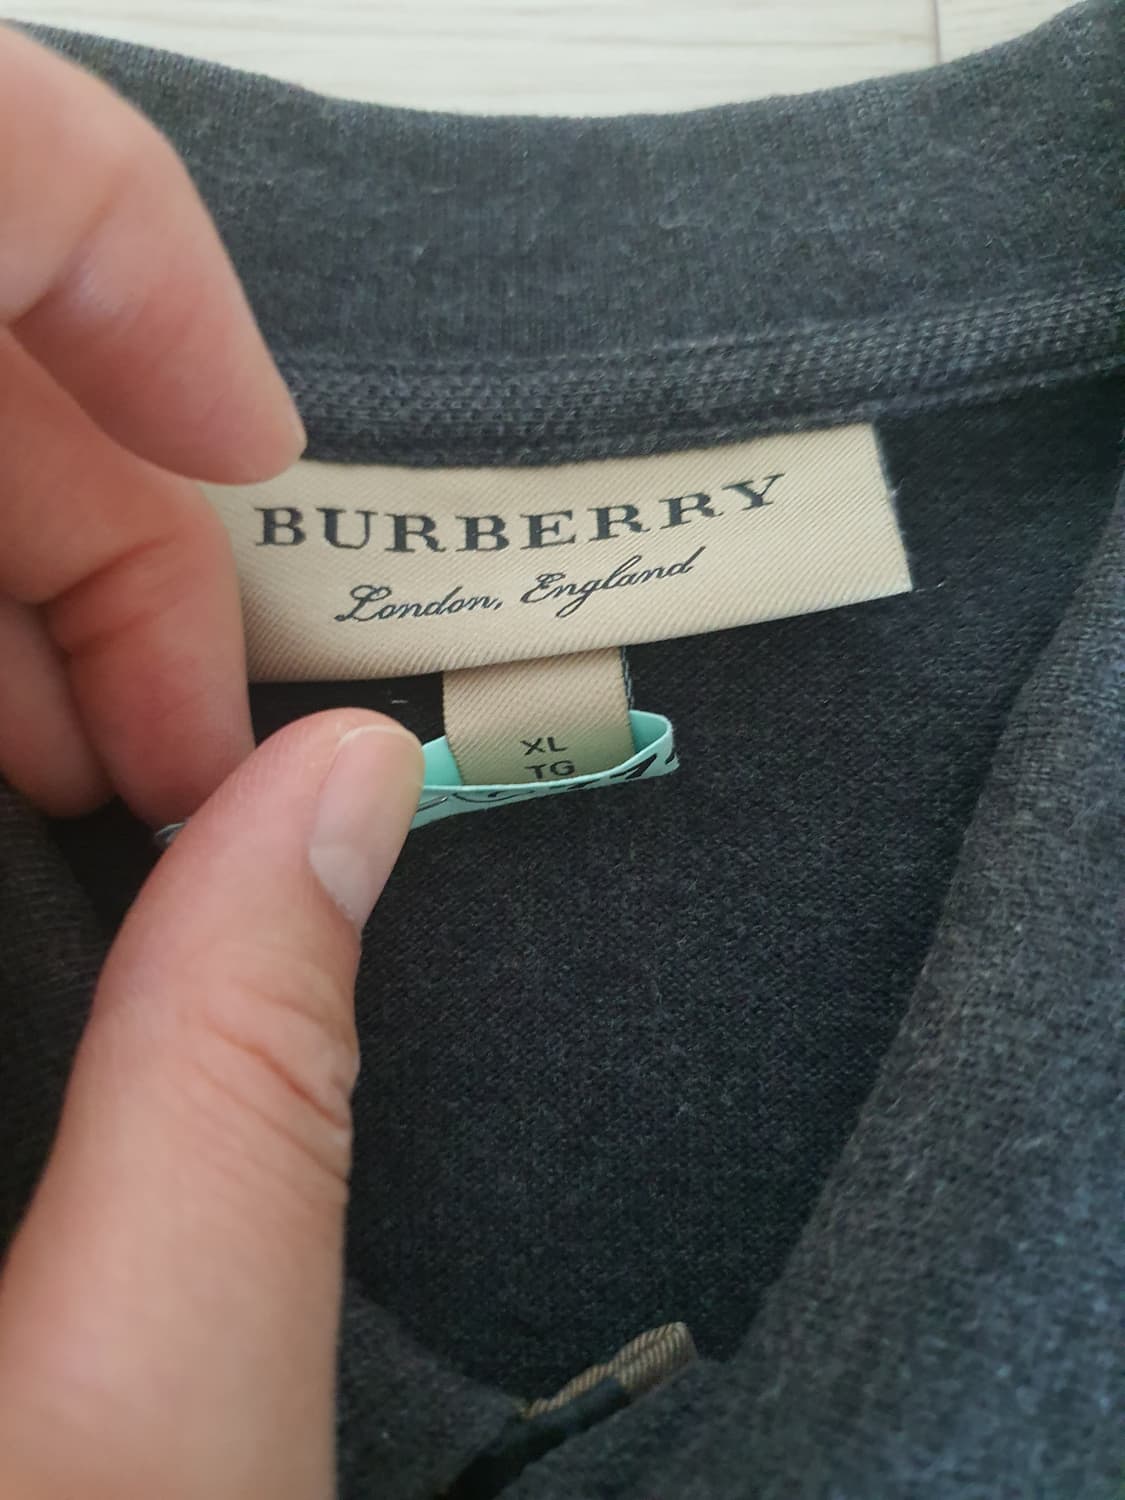 BURBERRY
London, England
XL
TG